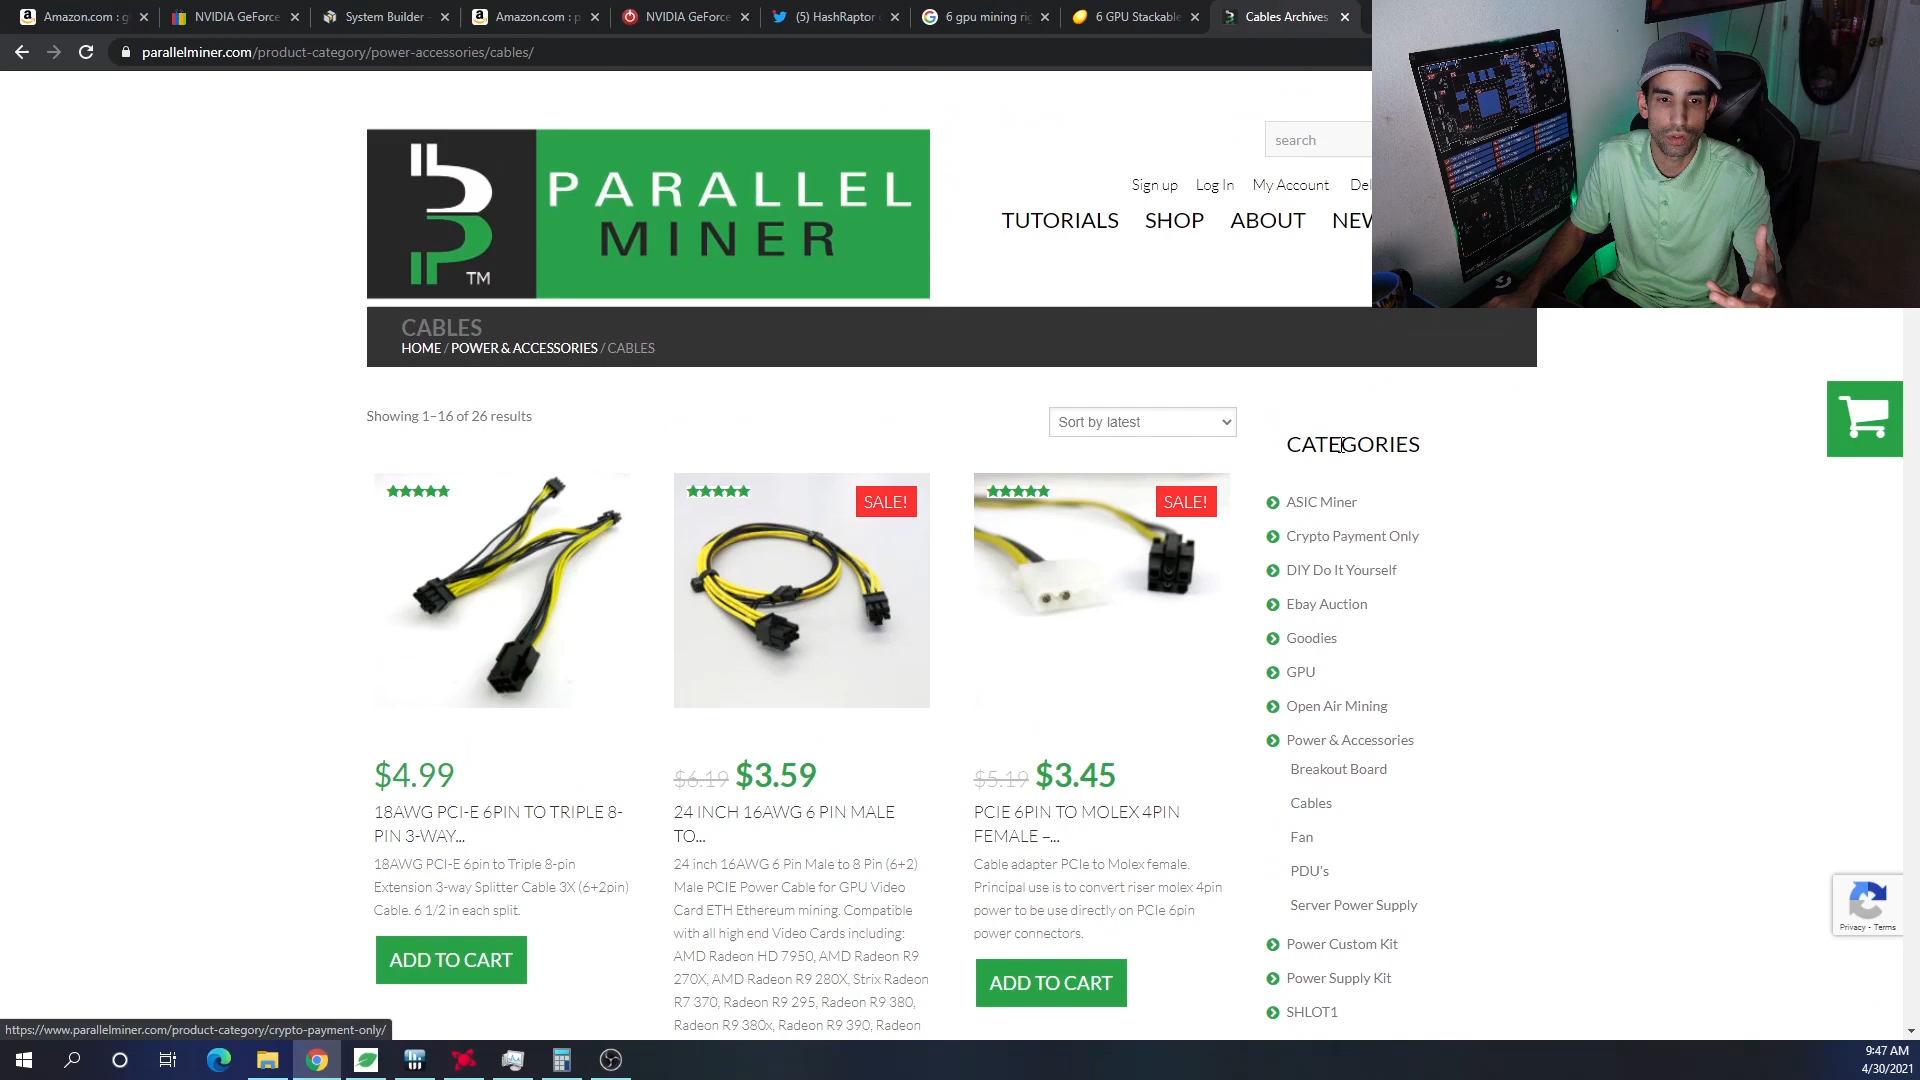 Amazon.com : g
NVIDIA GeForce
System Builder
Amazon.com : p
NVIDIA GeForce
(5) HashRaptor
6 gpu mining ri
6 GPU Stackable
Cables Archives
parallelminer.com/product-category/power-accessories/cables/
search
PARALLEL
MINER
TM
Sign up
Log In
My Account
Del
TUTORIALS
SHOP
ABOUT
NEW
CABLES
HOME / POWER & ACCESSORIES / CABLES
Showing 1–16 of 26 results
Sort by latest
SALE!
SALE!
$4.99
18AWG PCI-E 6PIN TO TRIPLE 8-
PIN 3-WAY...
18AWG PCI-E 6pin to Triple 8-pin
Extension 3-way Splitter Cable 3X (6+2pin)
Cable. 6 1/2 in each split.
ADD TO CART
$6.19 $3.59
24 INCH 16AWG 6 PIN MALE
TO...
24 inch 16AWG 6 Pin Male to 8 Pin (6+2)
Male PCIE Power Cable for GPU Video
Card ETH Ethereum mining. Compatible
with all high end Video Cards including:
AMD Radeon HD 7950, AMD Radeon R9
270X, AMD Radeon R9 280X, Strix Radeon
R7 370, Radeon R9 295, Radeon R9 380,
Radeon R9 380x, Radeon R9 390, Radeon
$5.19 $3.45
PCIE 6PIN TO MOLEX 4PIN
FEMALE –...
Cable adapter PCIe to Molex female.
Principal use is to convert riser molex 4pin
power to be use directly on PCIe 6pin
power connectors.
ADD TO CART
CATEGORIES
ASIC Miner
Crypto Payment Only
DIY Do It Yourself
Ebay Auction
Goodies
GPU
Open Air Mining
Power & Accessories
Breakout Board
Cables
Fan
PDU's
Server Power Supply
Power Custom Kit
Power Supply Kit
SHLOT1
Privacy - Terms
https://www.parallelminer.com/product-category/crypto-payment-only/
9:47 AM
4/30/2021